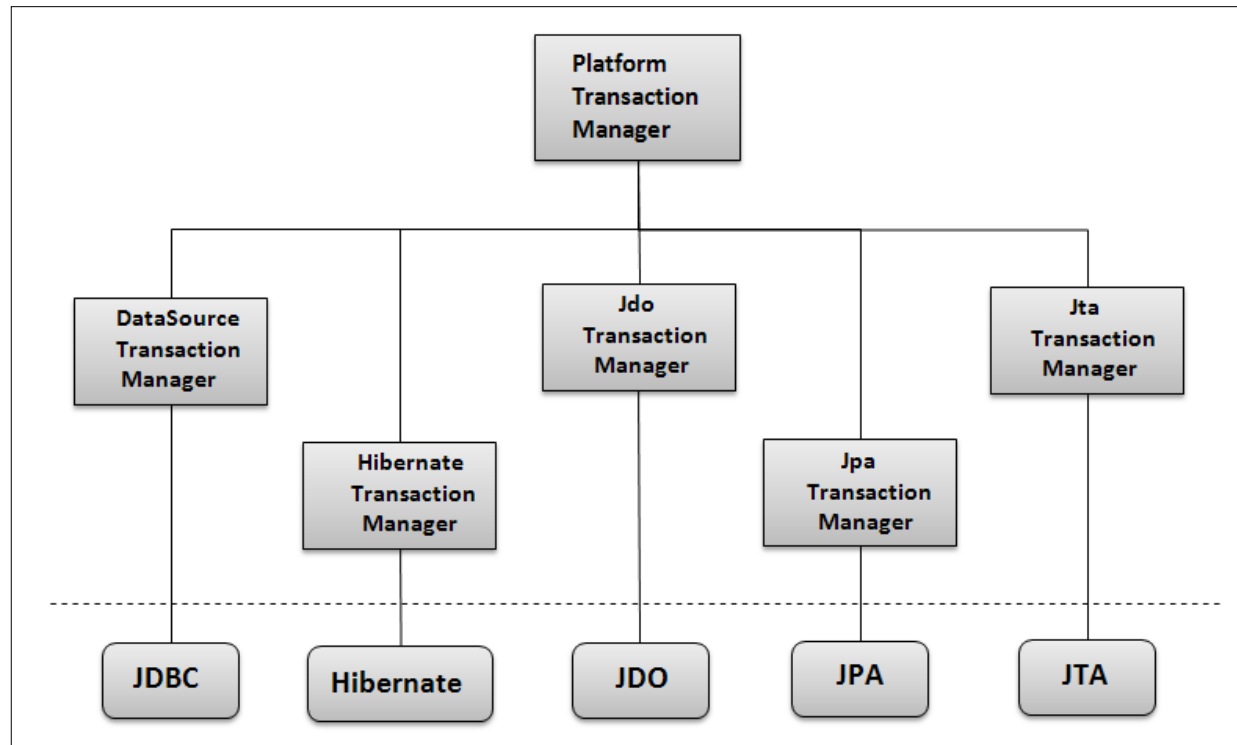 Platform
Transaction
Manager
DataSource
Transaction
Manager
Jdo
Transaction
Manager
Jta
Transaction
Manager
Hibernate
Transaction
Manager
Jpa
Transaction
Manager
JDBC
Hibernate
JDO
JPA
JTA